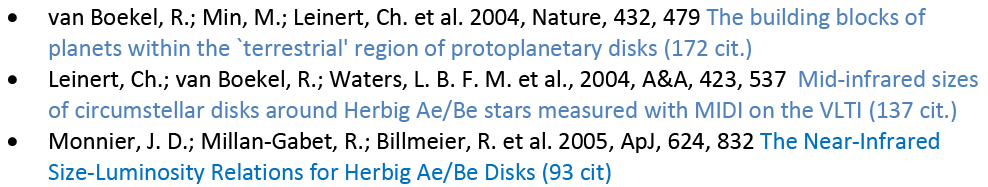 • van Boekel, R.; Min, M.; Leinert, Ch. et al. 2004, Nature, 432, 479 The building blocks of
planets within the `terrestrial' region of protoplanetary disks (172 cit.)
• Leinert, Ch.; van Boekel, R.; Waters, L. B. F. M. et al., 2004, A&A, 423, 537 Mid-infrared sizes
of circumstellar disks around Herbig Ae/Be stars measured with MIDI on the VLTI (137 cit.)
• Monnier, J. D.; Millan-Gabet, R.; Billmeier, R. et al. 2005, ApJ, 624, 832 The Near-Infrared
Size-Luminosity Relations for Herbig Ae/Be Disks (93 cit)